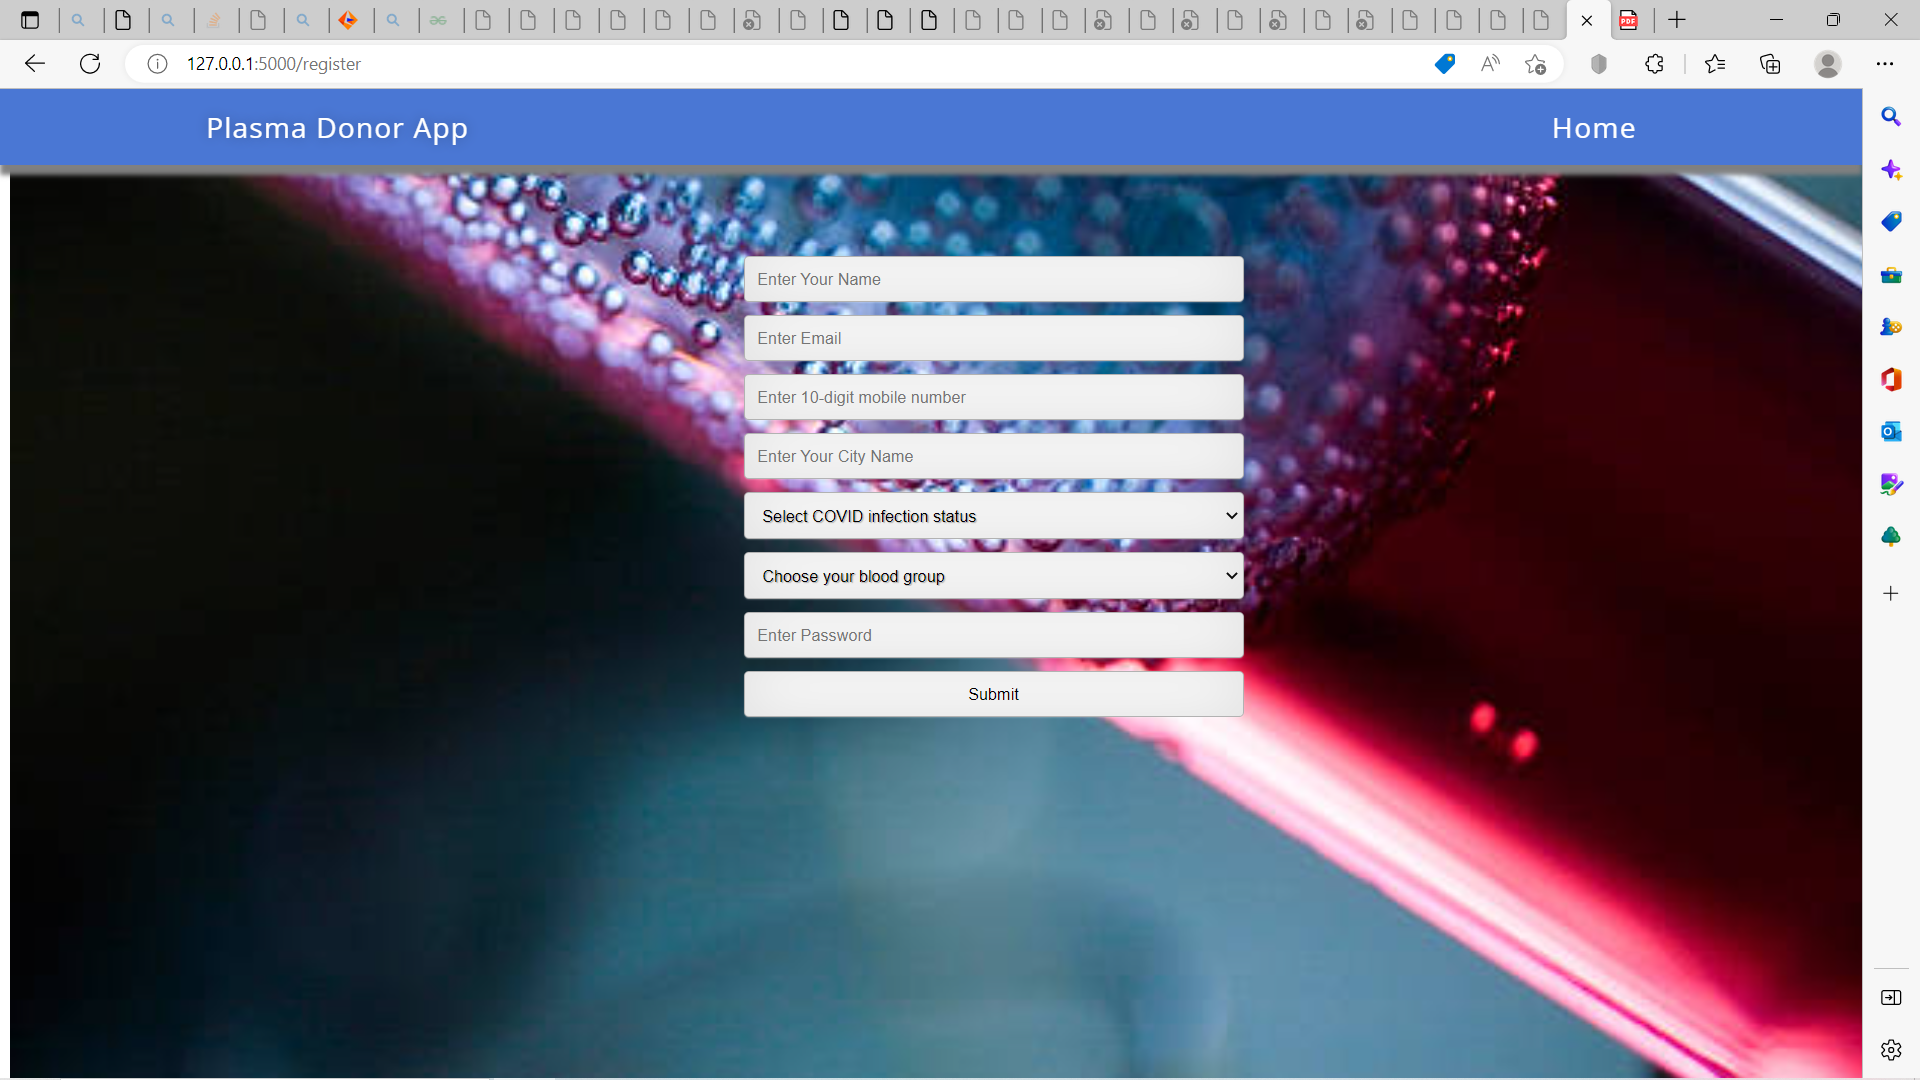 PDF
127.0.0.1:5000/register
Plasma Donor App
Home
Enter Your Name
Enter Email
Enter 10-digit mobile number
Enter Your City Name
Select COVID infection status
Choose your blood group
Enter Password
Submit